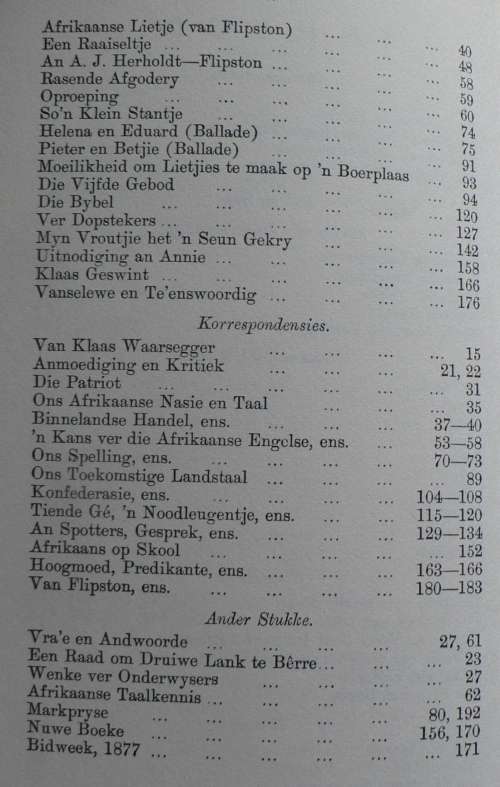 Afrikaanse Lietje (van Flipston) ... ... ... 40
Een Raaiseltje ... ... ... ... ... 48
An A. J. Herholdt—Flipston ... ... ... ... 58
Rasende Afgodery ... ... ... ... ... 59
Oproeping ... ... ... ... ... 60
So'n Klein Stantje ... ... ... ... ... 74
Helena en Eduard (Ballade) ... ... ... ... 75
Pieter en Betjie (Ballade) ... ... ... ... 91
Moeilikheid om Lietjies te maak op 'n Boerplaas ... 93
Die Vijfde Gebod ... ... ... ... ... 94
Die Bybel ... ... ... ... ... 120
Ver Dopstekers ... ... ... ... ... 127
Myn Vroutjie het 'n Seun Gekry ... ... ... 142
Uitnodiging an Annie ... ... ... ... ... 158
Klaas Geswint ... ... ... ... ... ... 166
Vanselewe en Te'enswoordig ... ... ... ... 176
Korrespondensies.
Van Klaas Waarsegger ... ... ... ... 15
Anmoediging en Kritiek ... ... ... 21, 22
Die Patriot ... ... ... ... ... ... 31
Ons Afrikaanse Nasie en Taal ... ... ... 35
Binnelandse Handel, ens. ... ... ... 37—40
'n Kans ver die Afrikaanse Engelse, ens. ... 53—58
Ons Spelling, ens. ... ... ... ... 70—73
Ons Toekomstige Landstaal ... ... ... ... 89
Konfederasie, ens. ... ... ... ... 104—108
Tiende Gé, 'n Noodleugentje, ens. ... ... 115—120
An Spotters, Gesprek, ens. ... ... ... 129—134
Afrikaans op Skool ... ... ... ... ... 152
Hoogmoed, Predikante, ens. ... ... ... 163—166
Van Flipston, ens. ... ... ... ... 180—183
Ander Stukke.
Vra'e en Andwoorde ... ... ... ... 27, 61
Een Raad om Druiwe Lank te Bêrre... ... ... 23
Wenke ver Onderwysers ... ... ... ... 27
Afrikaanse Taalkennis ... ... ... ... ... 62
Markpryse ... ... ... ... 80, 192
Nuwe Boeke ... ... ... ... 156, 170
Bidweek, 1877 ... ... ... ... ... ... 171